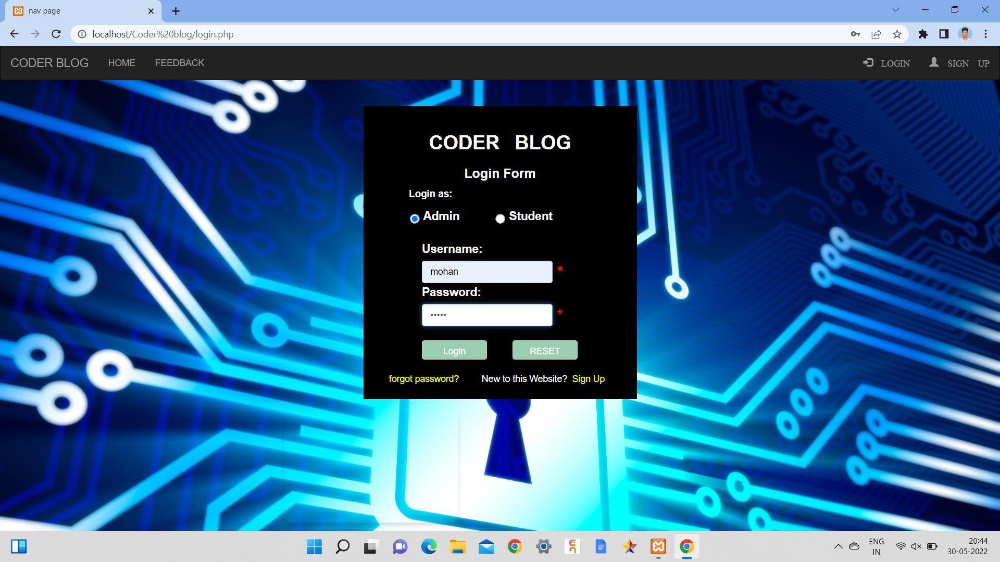 nav page
localhost/Coder%20blog/login.php
CODER BLOG HOME FEEDBACK LOGIN SIGN UP
CODER BLOG
Login Form
Login as:
Admin Student
Username:
mohan *
Password:
••••• *
Login RESET
forgot password? New to this Website? Sign Up
ENG
IN
20:44
30-05-2022